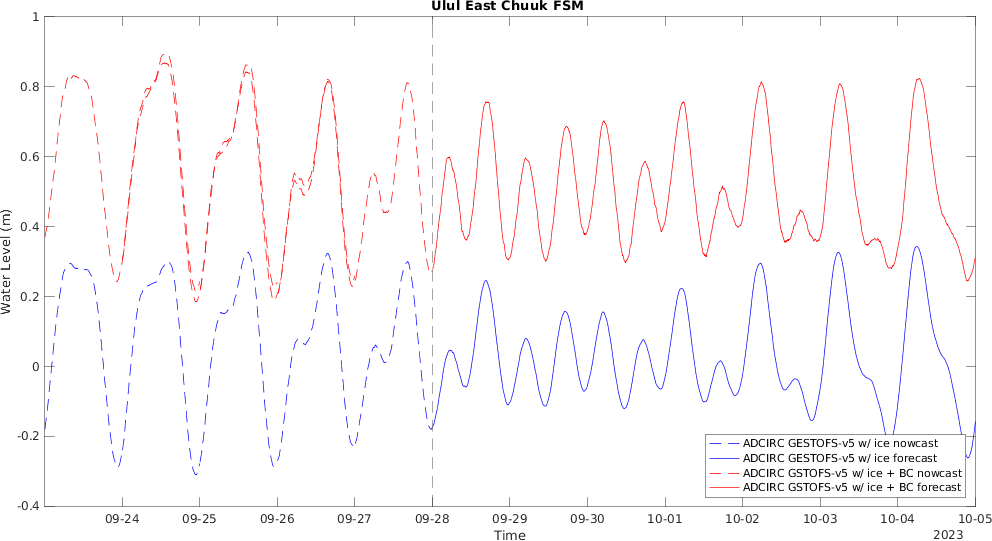 Ulul East Chuuk FSM
Water Level (m)
1
0.8
0.6
0.4
0.2
0
-0.2
-0.4
09-24 09-25 09-26 09-27 09-28 09-29 09-30 10-01 10-02 10-03 10-04 10-05
Time
2023
ADCIRC GESTOFS-v5 w/ ice nowcast
ADCIRC GESTOFS-v5 w/ ice forecast
ADCIRC GSTOFS-v5 w/ ice + BC nowcast
ADCIRC GSTOFS-v5 w/ ice + BC forecast